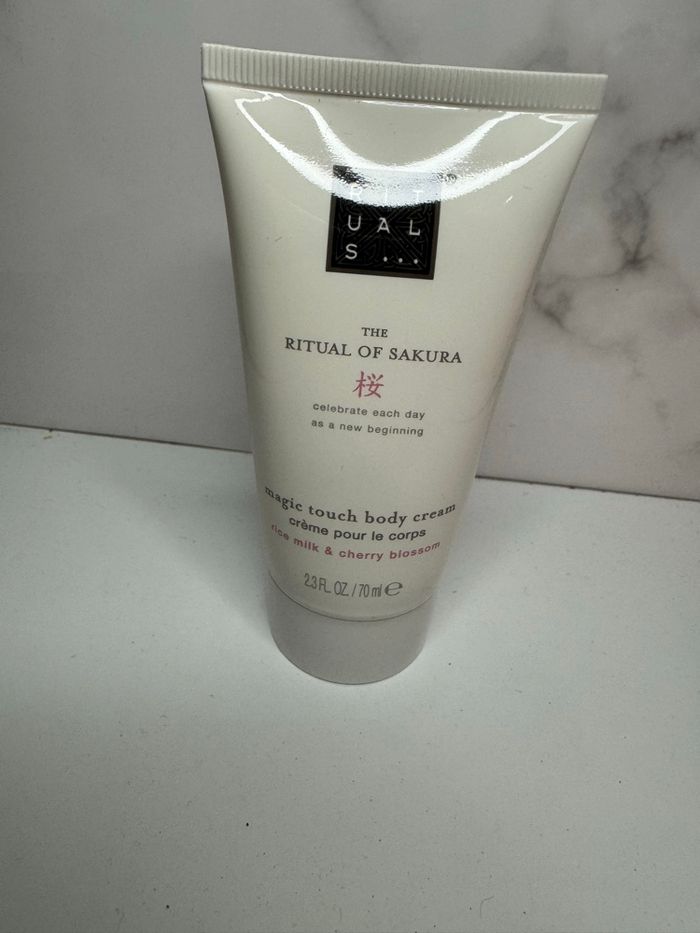 RIT
UAL
S...
THE
RITUAL OF SAKURA
桜
celebrate each day
as a new beginning
magic touch body cream
crème pour le corps
rice milk & cherry blossom
2.3 FL. OZ. / 70 ml ℮